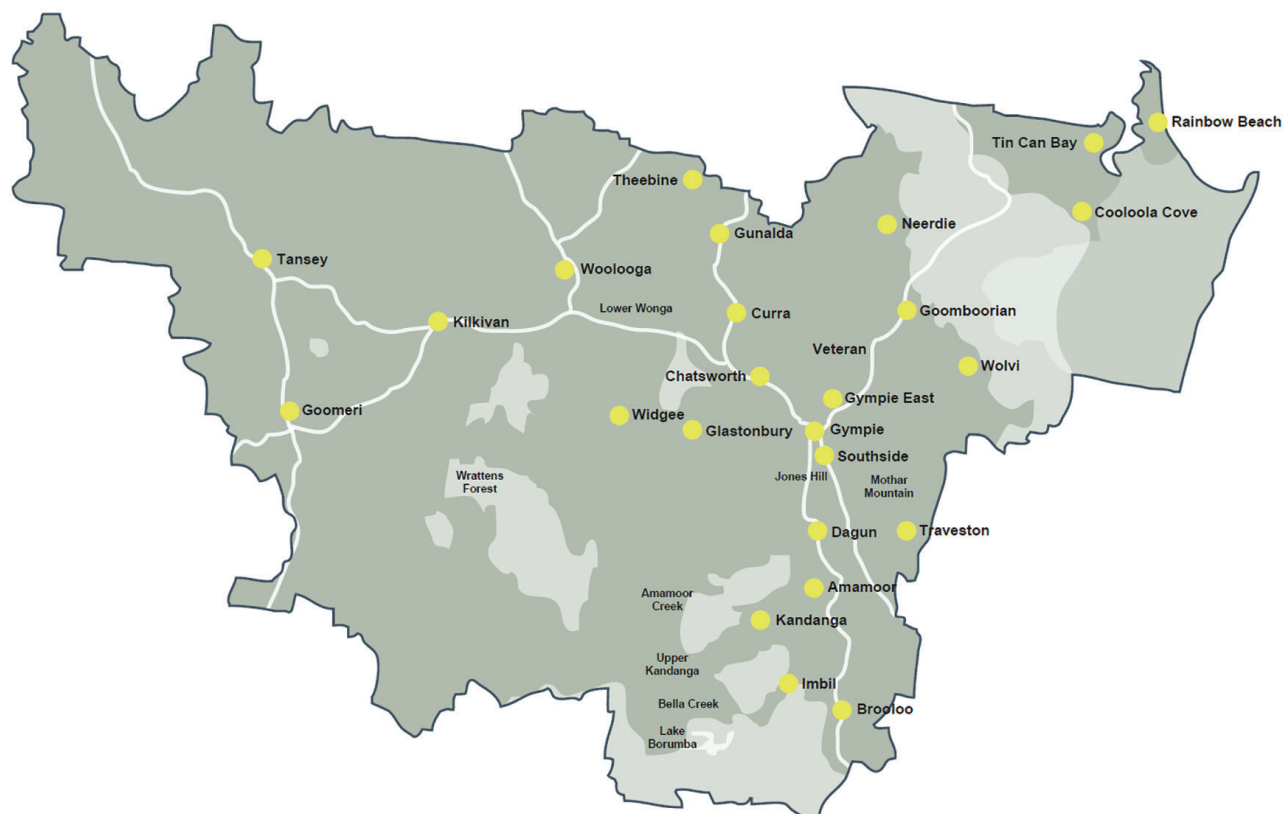 Rainbow Beach
Tin Can Bay
Theebine
Cooloola Cove
Neerdie
Gunalda
Tansey
Woolooga
Lower Wonga
Curra
Goomboorian
Kilkivan
Veteran
Wolvi
Chatsworth
Gympie East
Goomeri
Widgee
Glastonbury
Gympie
Southside
Jones Hill
Mothar
Mountain
Wrattens
Forest
Dagun
Traveston
Amamoor
Amamoor
Creek
Kandanga
Upper
Kandanga
Imbil
Bella Creek
Brooloo
Lake
Borumba